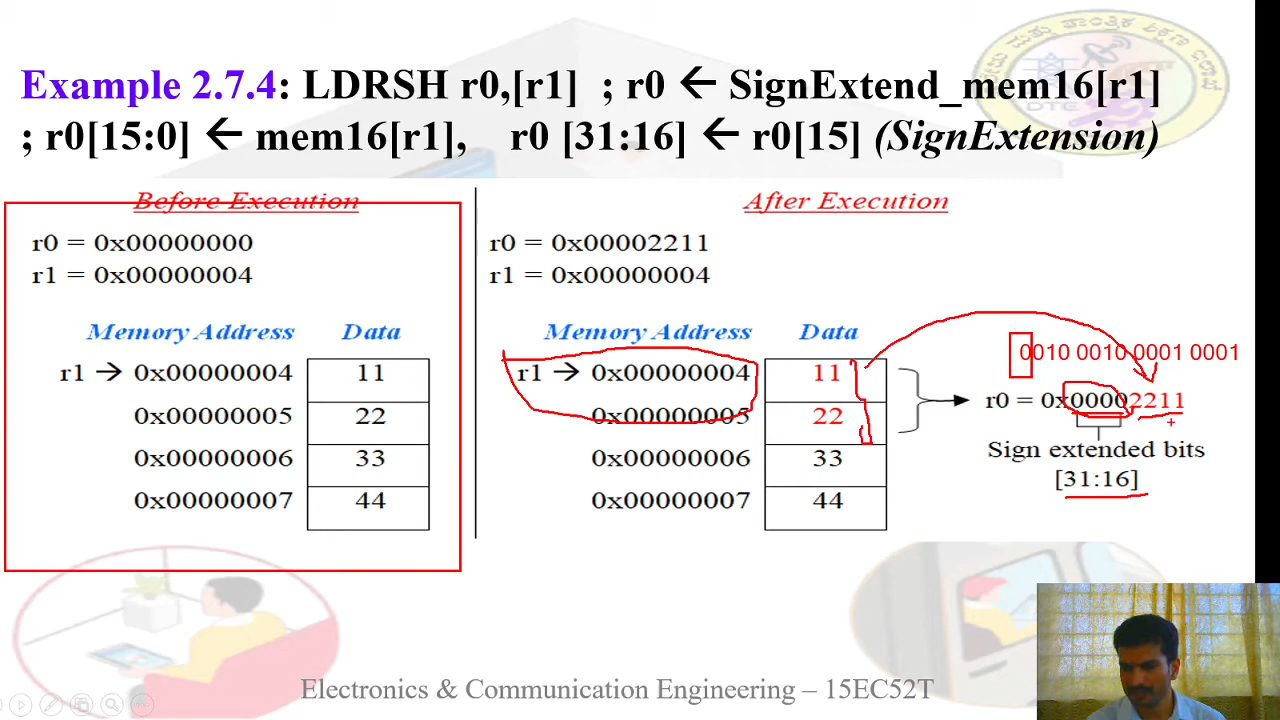 Example 2.7.4: LDRSH r0,[r1] ; r0 ← SignExtend_mem16[r1]
; r0[15:0] ← mem16[r1], r0 [31:16] ← r0[15] (SignExtension)
Before Execution
r0 = 0x00000000
r1 = 0x00000004
Memory Address Data
r1 → 0x00000004 11
0x00000005 22
0x00000006 33
0x00000007 44
After Execution
r0 = 0x00002211
r1 = 0x00000004
Memory Address Data
r1 → 0x00000004 11
0x00000005 22
0x00000006 33
0x00000007 44
0010 0010 0001 0001
r0 = 0x00002211
Sign extended bits
[31:16]
Electronics & Communication Engineering – 15EC52T
DTE